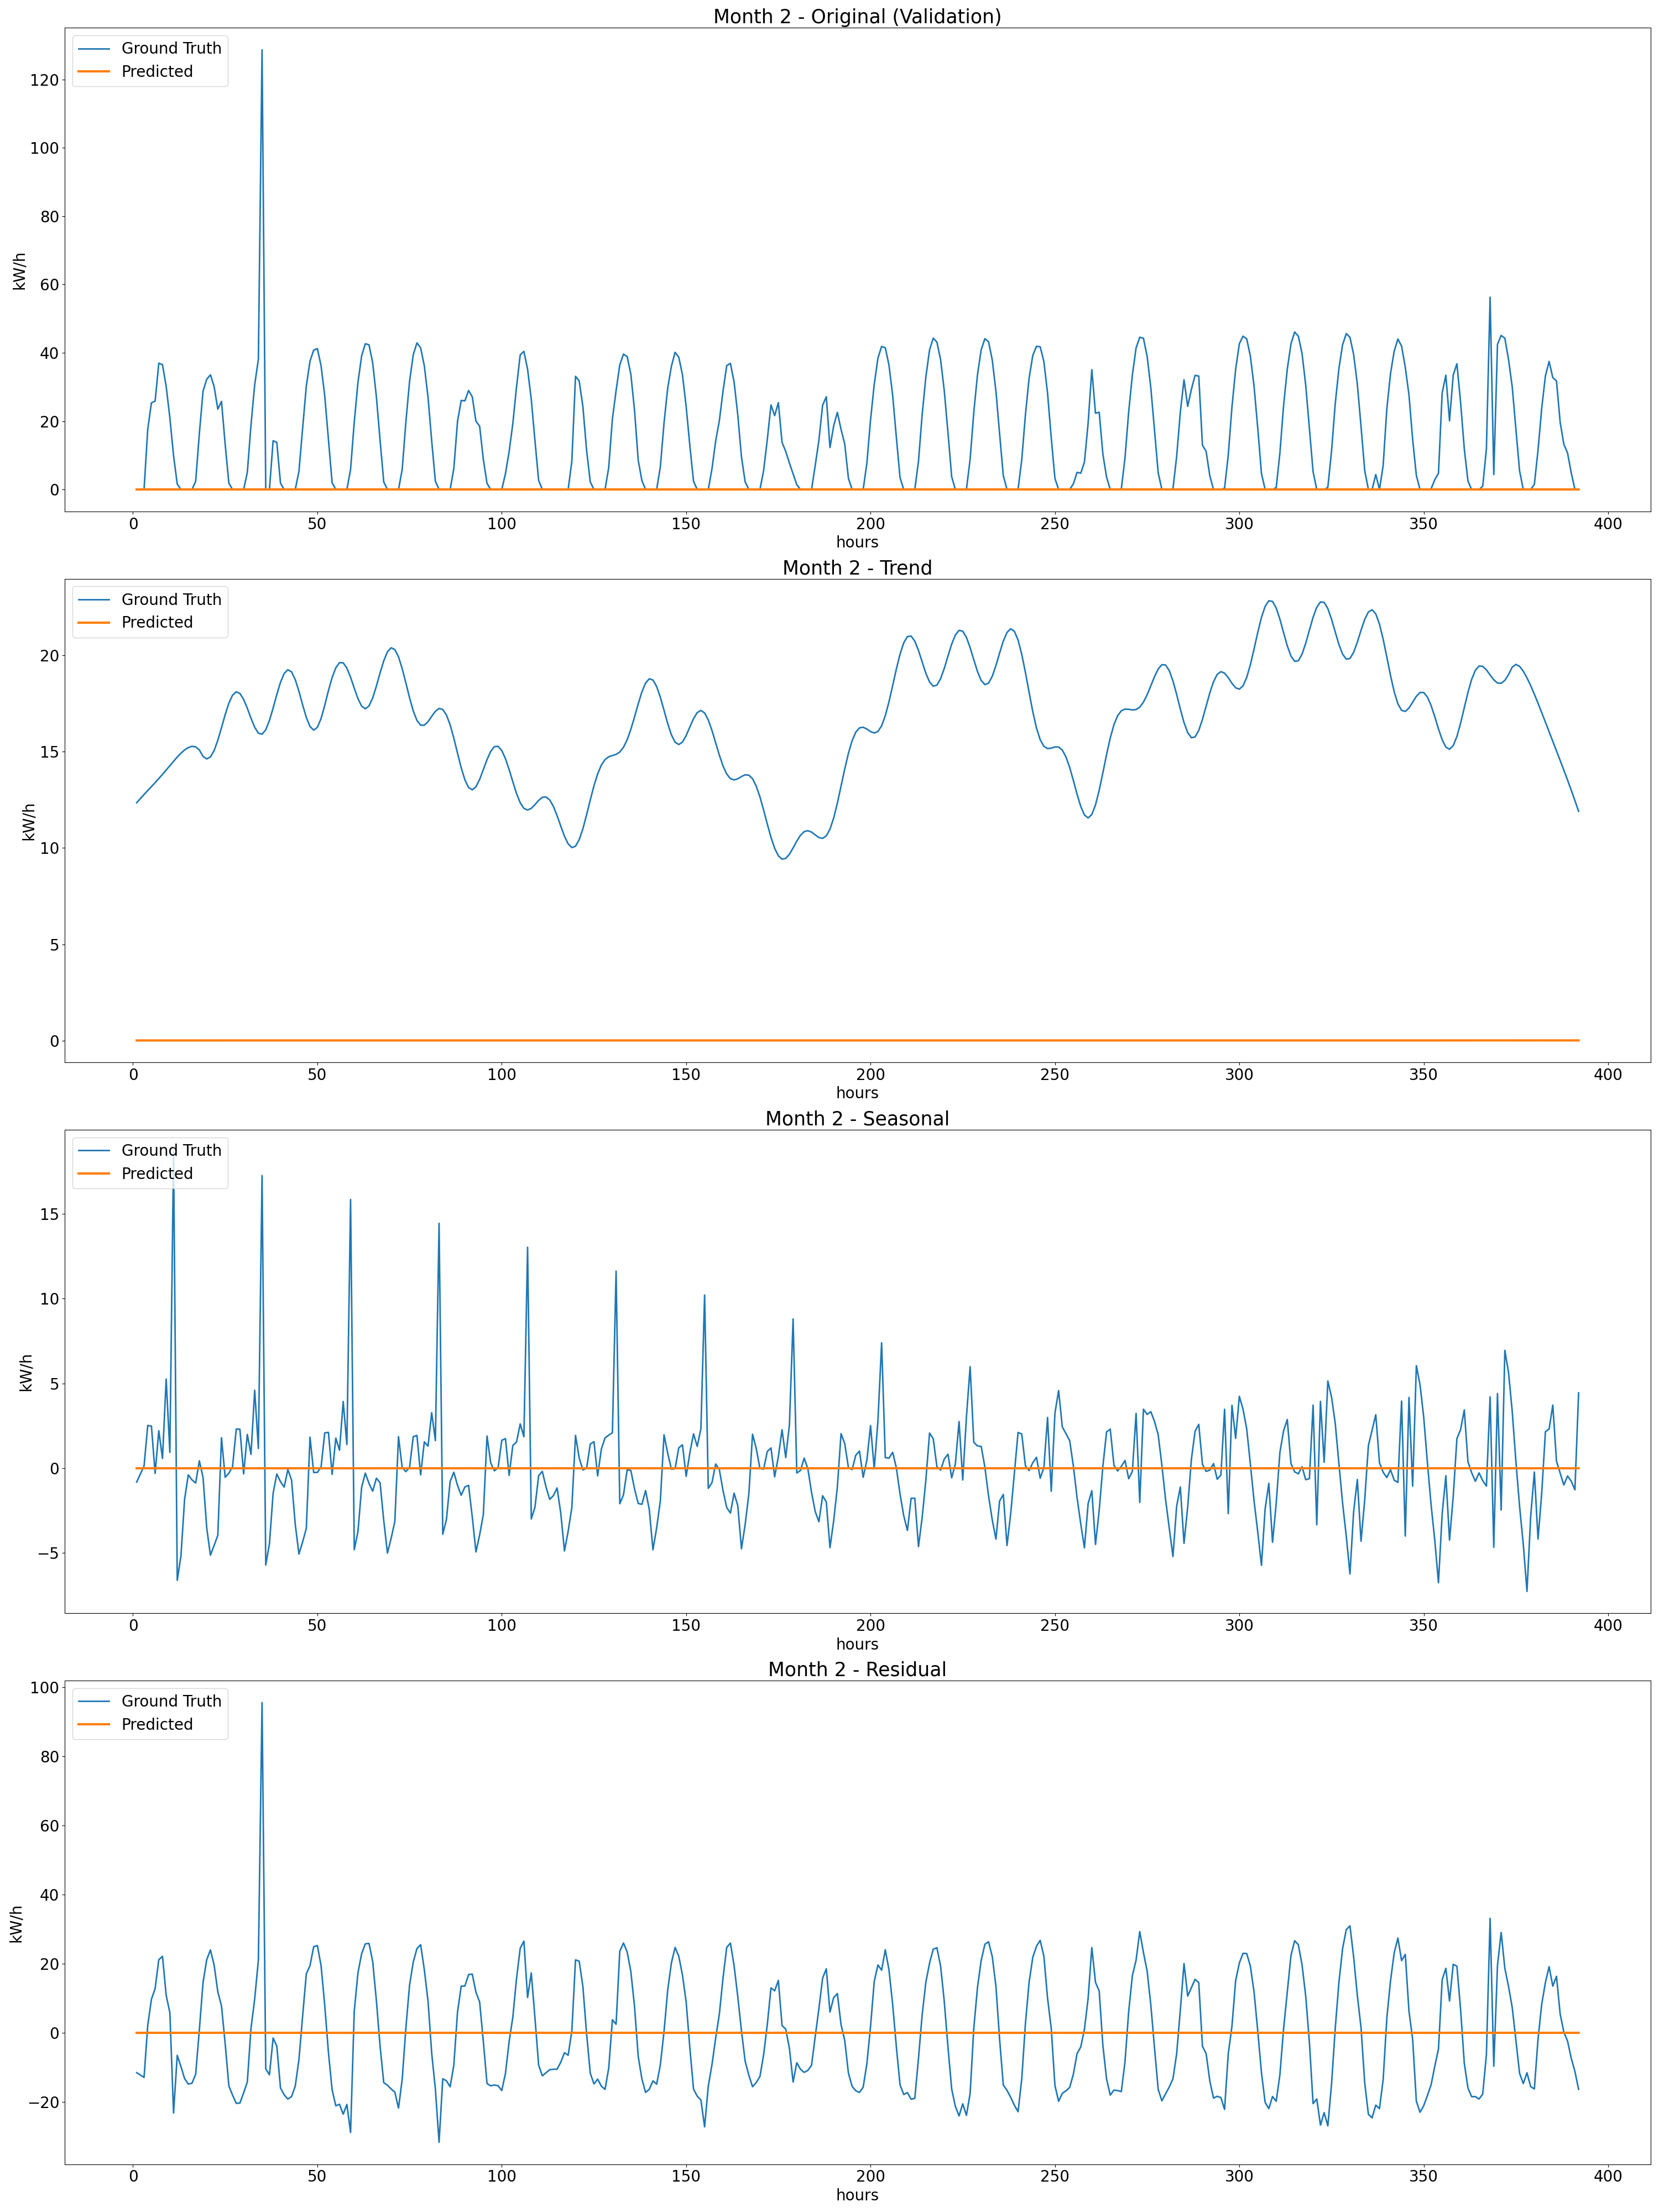 Month 2 - Original (Validation)
Ground Truth
Predicted
120
100
80
60
40
20
0
kW/h
0 50 100 150 200 250 300 350 400
hours
Month 2 - Trend
Ground Truth
Predicted
20
15
10
5
0
kW/h
0 50 100 150 200 250 300 350 400
hours
Month 2 - Seasonal
Ground Truth
Predicted
15
10
5
0
−5
kW/h
0 50 100 150 200 250 300 350 400
hours
Month 2 - Residual
Ground Truth
Predicted
100
80
60
40
20
0
−20
kW/h
0 50 100 150 200 250 300 350 400
hours